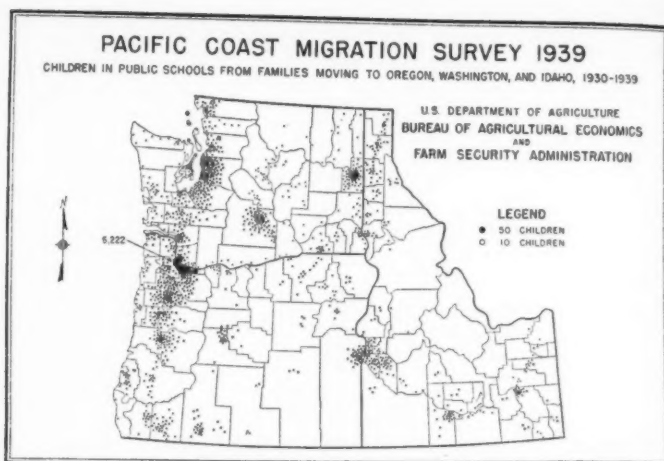 PACIFIC COAST MIGRATION SURVEY 1939
CHILDREN IN PUBLIC SCHOOLS FROM FAMILIES MOVING TO OREGON, WASHINGTON, AND IDAHO, 1930-1939
U.S. DEPARTMENT OF AGRICULTURE
BUREAU OF AGRICULTURAL ECONOMICS
AND
FARM SECURITY ADMINISTRATION
N
LEGEND
50 CHILDREN
10 CHILDREN
6,222